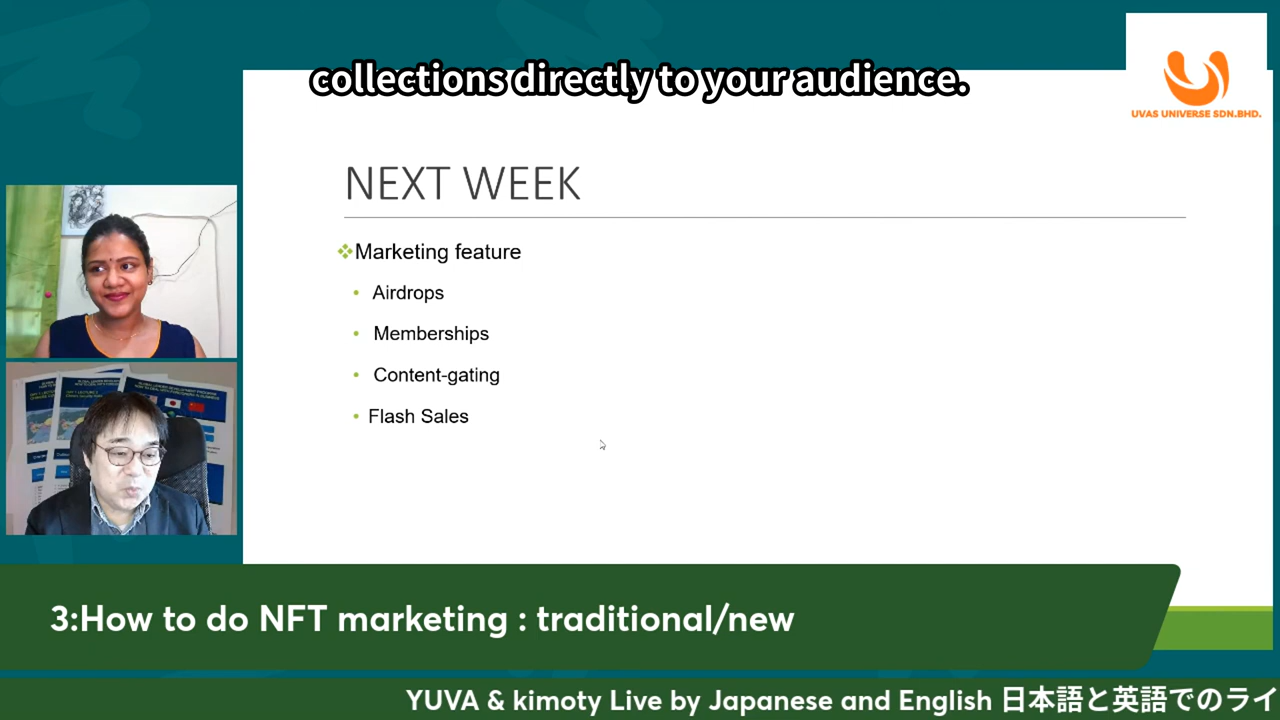 collections directly to your audience.
UVAS UNIVERSE SDN.BHD.
NEXT WEEK
Marketing feature
Airdrops
Memberships
Content-gating
Flash Sales
3:How to do NFT marketing : traditional/new
YUVA & kimoty Live by Japanese and English 日本語と英語でのライ